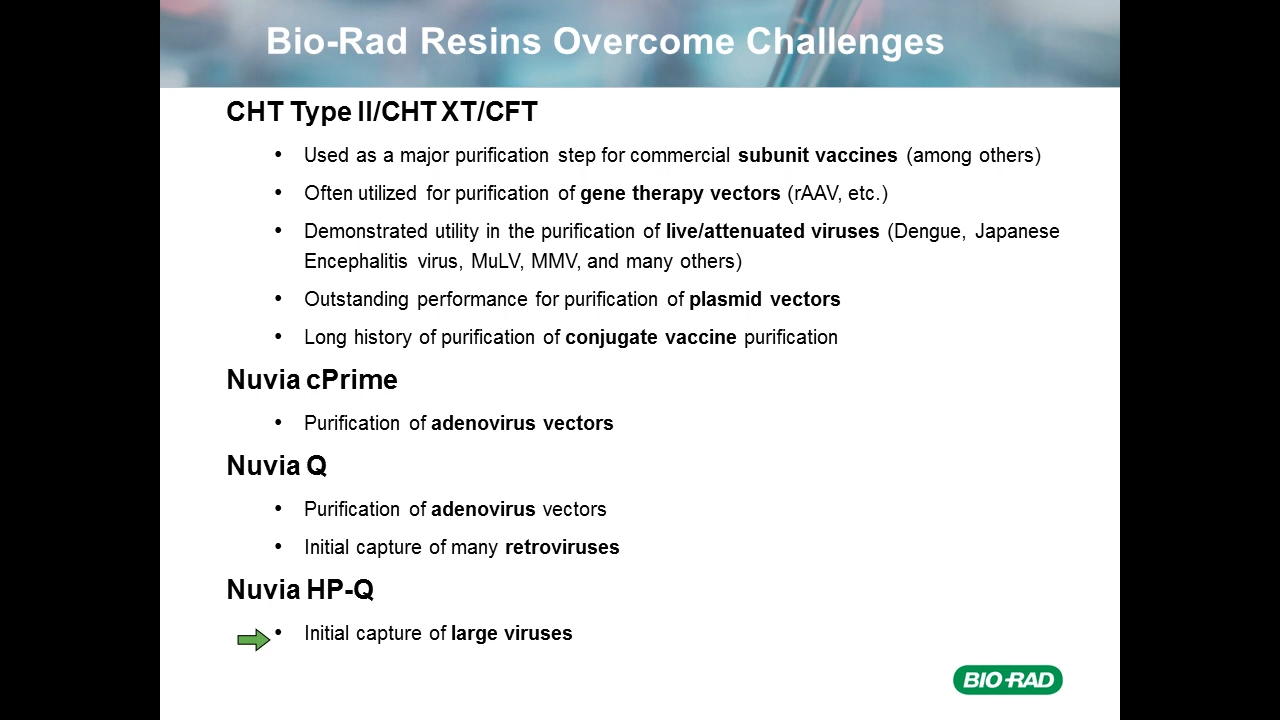 Bio-Rad Resins Overcome Challenges
CHT Type II/CHT XT/CFT
• Used as a major purification step for commercial subunit vaccines (among others)
• Often utilized for purification of gene therapy vectors (rAAV, etc.)
• Demonstrated utility in the purification of live/attenuated viruses (Dengue, Japanese
Encephalitis virus, MuLV, MMV, and many others)
• Outstanding performance for purification of plasmid vectors
• Long history of purification of conjugate vaccine purification
Nuvia cPrime
• Purification of adenovirus vectors
Nuvia Q
• Purification of adenovirus vectors
• Initial capture of many retroviruses
Nuvia HP-Q
• Initial capture of large viruses
BIO-RAD